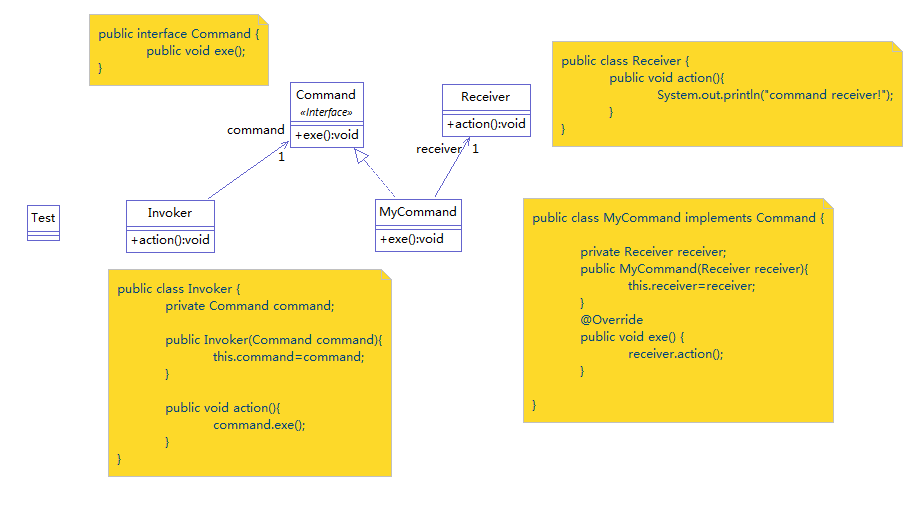 public interface Command {
public void exe();
}
public class Receiver {
public void action(){
System.out.println("command receiver!");
}
}
Command
«Interface»
+exe():void
Receiver
+action():void
command
1
receiver
1
Test
Invoker
+action():void
MyCommand
+exe():void
public class MyCommand implements Command {
private Receiver receiver;
public MyCommand(Receiver receiver){
this.receiver=receiver;
}
@Override
public void exe() {
receiver.action();
}
}
public class Invoker {
private Command command;
public Invoker(Command command){
this.command=command;
}
public void action(){
command.exe();
}
}